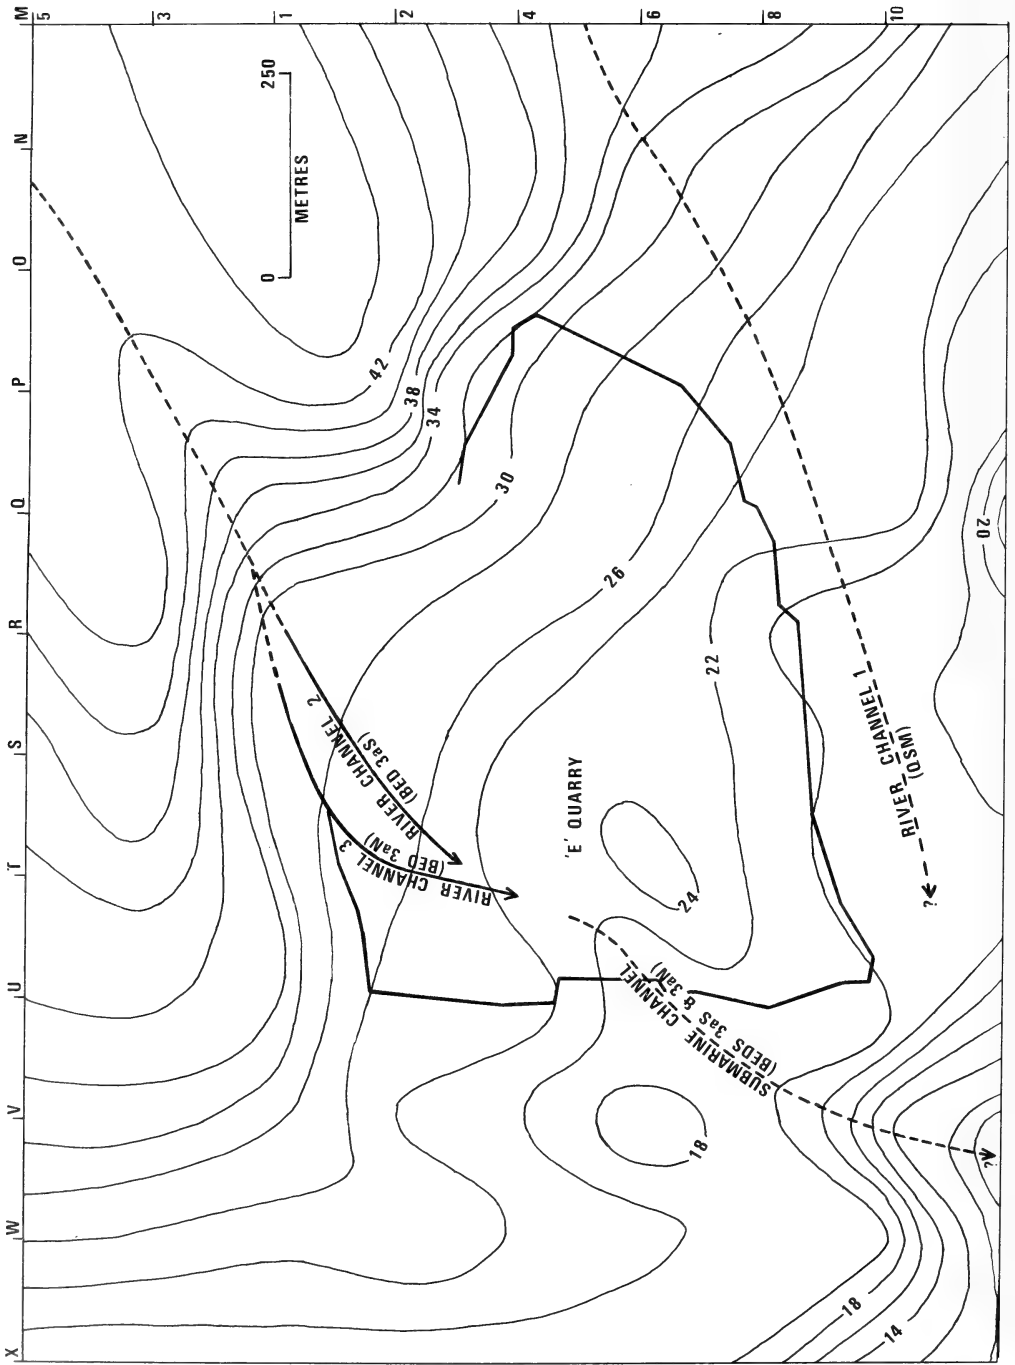 X W V U T S R Q P O N M
5
3
1
2
4
6
8
10
0 250
METRES
42
38
34
30
26
22
24
20
18
18
14
'E' QUARRY
RIVER CHANNEL 2
(BED 3aS)
RIVER CHANNEL 3
(BED 3aN)
SUBMARINE CHANNEL
(BEDS 3aS & 3aN)
?
RIVER CHANNEL 1
(QSM)
?